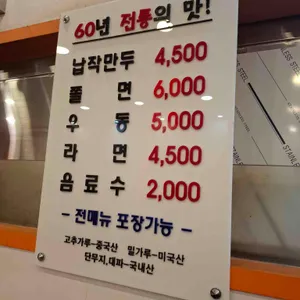 60년 전통의 맛!
납작만두 4,500
쫄면 6,000
우동 5,000
라면 4,500
음료수 2,000
- 전메뉴 포장가능 -
고추가루-중국산 밀가루-미국산
단무지,대파-국내산